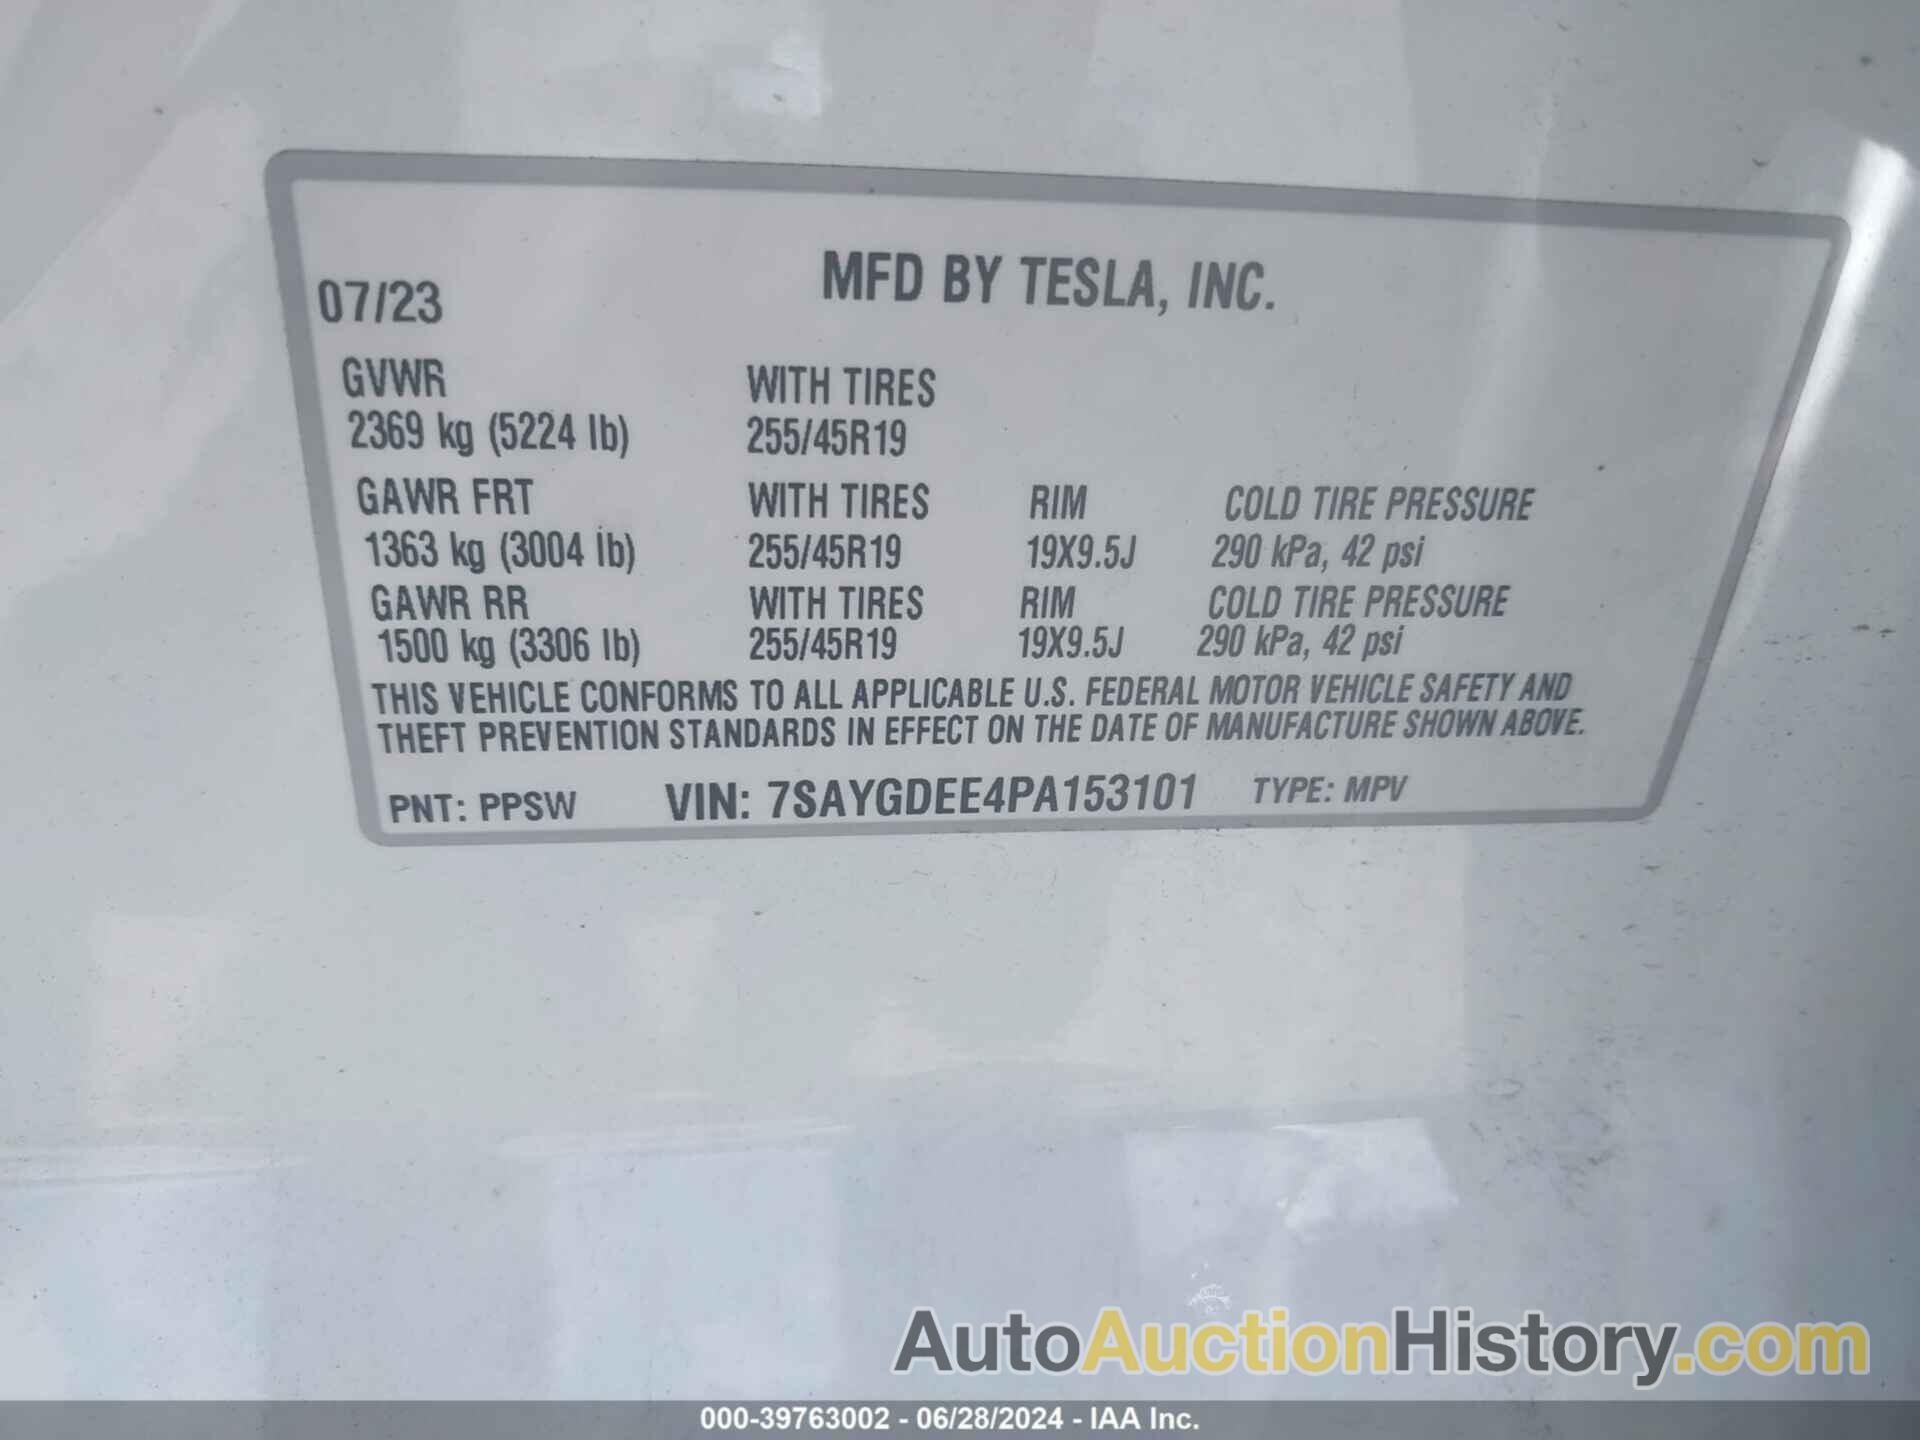 MFD BY TESLA, INC.
07/23
GVWR WITH TIRES
2369 kg (5224 lb) 255/45R19
GAWR FRT WITH TIRES RIM COLD TIRE PRESSURE
1363 kg (3004 lb) 255/45R19 19X9.5J 290 kPa, 42 psi
GAWR RR WITH TIRES RIM COLD TIRE PRESSURE
1500 kg (3306 lb) 255/45R19 19X9.5J 290 kPa, 42 psi
THIS VEHICLE CONFORMS TO ALL APPLICABLE U.S. FEDERAL MOTOR VEHICLE SAFETY AND
THEFT PREVENTION STANDARDS IN EFFECT ON THE DATE OF MANUFACTURE SHOWN ABOVE.
PNT: PPSW VIN: 7SAYGDEE4PA153101 TYPE: MPV
AutoAuctionHistory.com
000-39763002 - 06/28/2024 - IAA Inc.